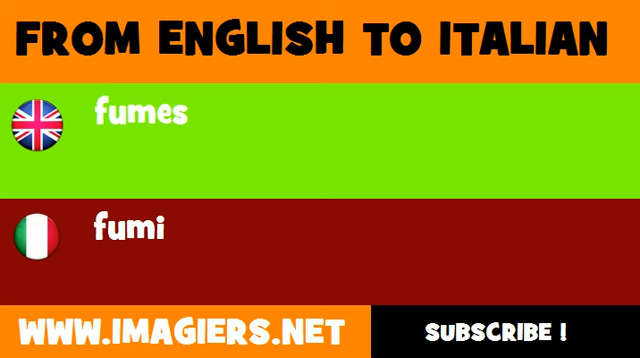 FROM ENGLISH TO ITALIAN
fumes
fumi
WWW.IMAGIERS.NET
SUBSCRIBE !